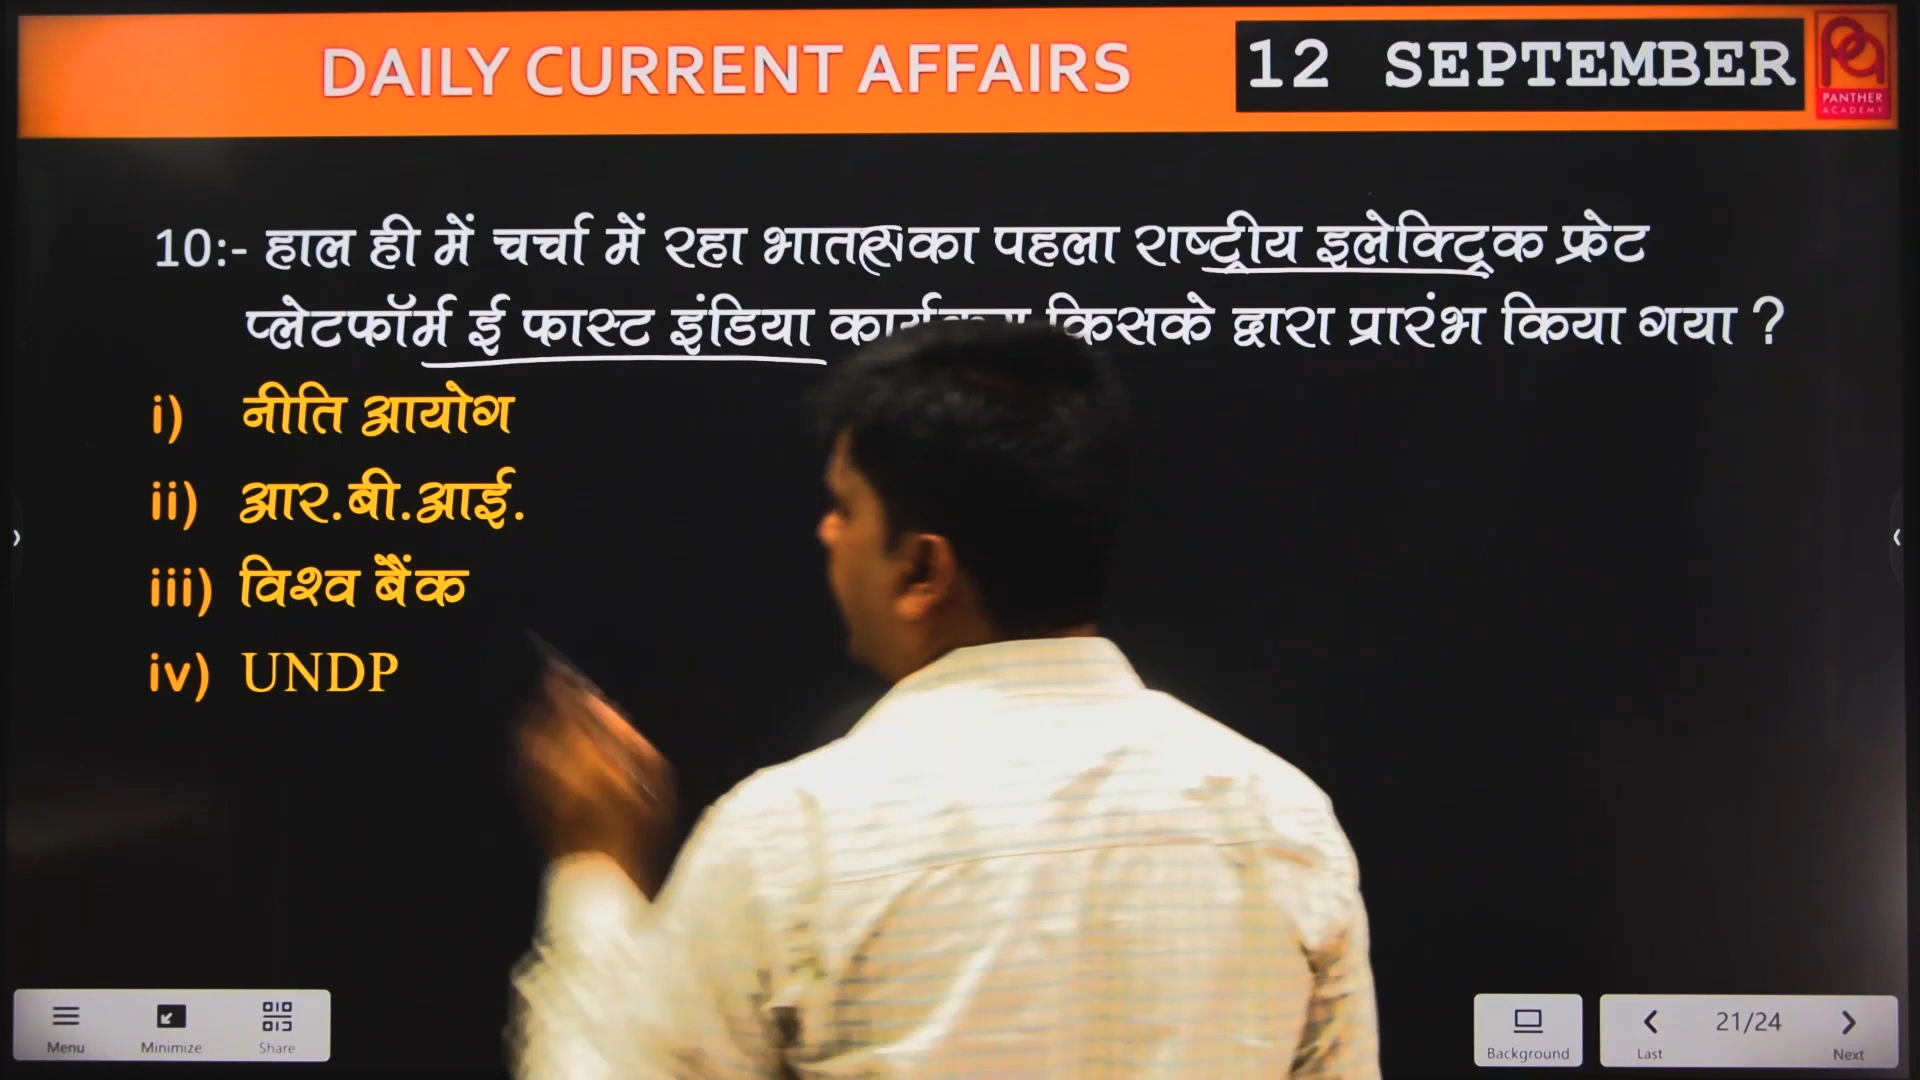 DAILY CURRENT AFFAIRS
12 SEPTEMBER
PANTHER
ACADEMY
10:- हाल ही में चर्चा में रहा का पहला राष्ट्रीय इलेक्ट्रिक फ्रेट
प्लेटफॉर्म ई फास्ट इंडिया किसके द्वारा प्रारंभ किया गया ?
i) नीति आयोग
ii) आर.बी.आई.
iii) विश्व बैंक
iv) UNDP
Menu
Minimize
Share
Background
21/24
Last
Next